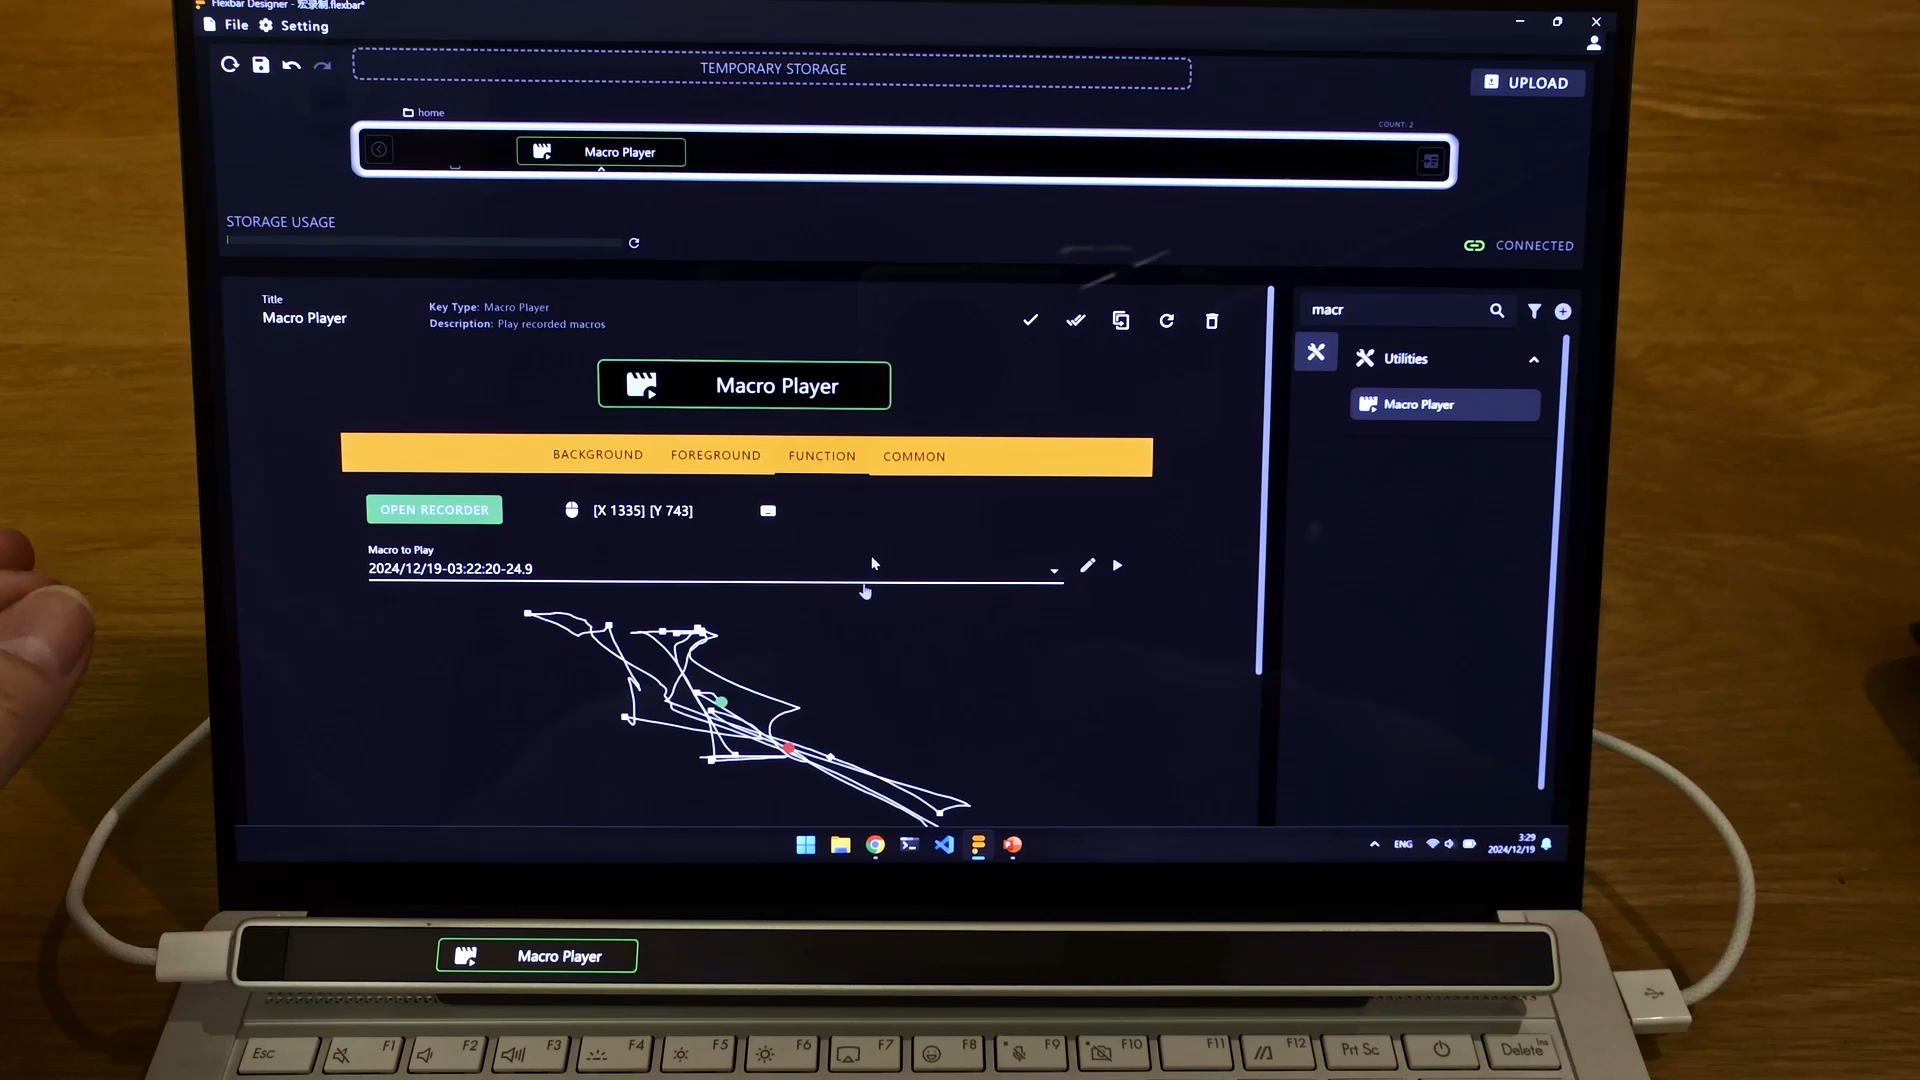 Flexbar Designer - 宏录制.flexbar*
File Setting
TEMPORARY STORAGE
UPLOAD
home
COUNT: 2
Macro Player
STORAGE USAGE
CONNECTED
Title
Macro Player
Key Type: Macro Player
Description: Play recorded macros
macr
Utilities
Macro Player
Macro Player
BACKGROUND FOREGROUND FUNCTION COMMON
OPEN RECORDER
[X 1335] [Y 743]
Macro to Play
2024/12/19-03:22:20-24.9
ENG
3:29
2024/12/19
Macro Player
Esc F1 F2 F3 F4 F5 F6 F7 F8 F9 F10 F11 F12 Prt Sc Delete Ins